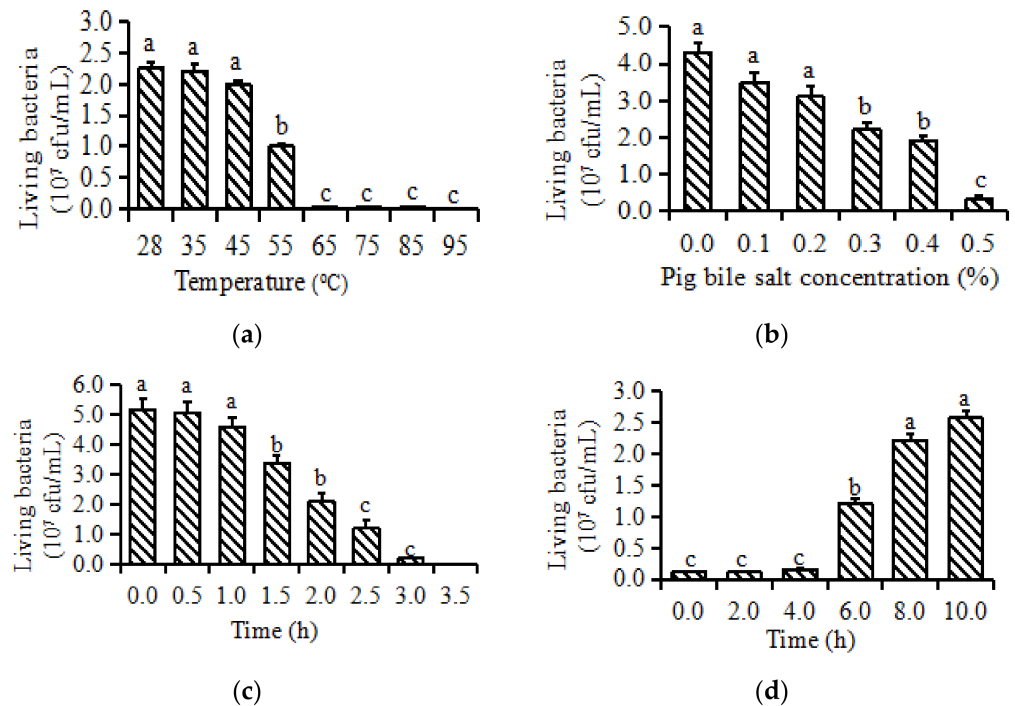 Living bacteria
(10⁷ cfu/mL)
3.0
2.5
2.0
1.5
1.0
0.5
0.0
a a a b c c c c
28 35 45 55 65 75 85 95
Temperature (⁰C)
(a)
Living bacteria
(10⁷ cfu/mL)
5.0
4.0
3.0
2.0
1.0
0.0
a a a b b c
0.0 0.1 0.2 0.3 0.4 0.5
Pig bile salt concentration (%)
(b)
Living bacteria
(10⁷ cfu/mL)
6.0
5.0
4.0
3.0
2.0
1.0
0.0
a a a b b c c
0.0 0.5 1.0 1.5 2.0 2.5 3.0 3.5
Time (h)
(c)
Living bacteria
(10⁷ cfu/mL)
3.0
2.5
2.0
1.5
1.0
0.5
0.0
c c c b a a
0.0 2.0 4.0 6.0 8.0 10.0
Time (h)
(d)